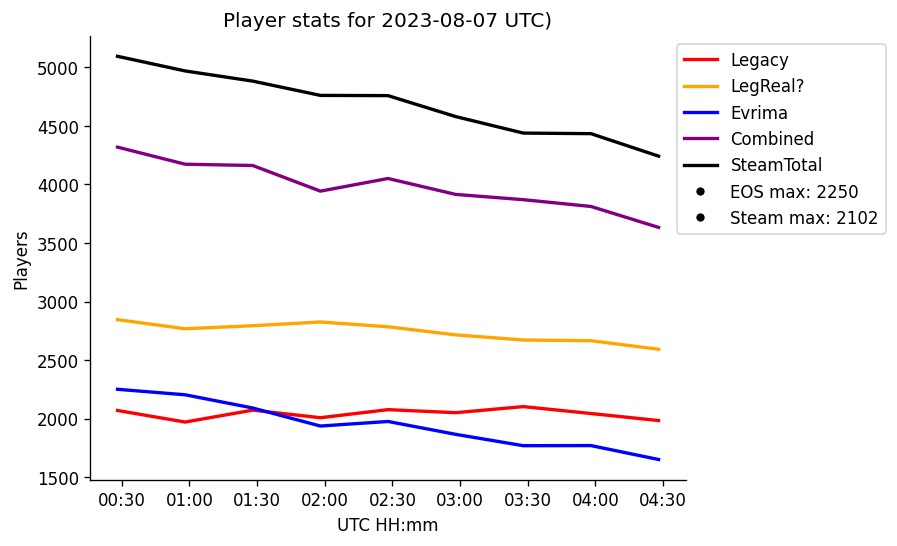 Player stats for 2023-08-07 UTC)
Players
5000
4500
4000
3500
3000
2500
2000
1500
00:30 01:00 01:30 02:00 02:30 03:00 03:30 04:00 04:30
UTC HH:mm
Legacy
LegReal?
Evrima
Combined
SteamTotal
EOS max: 2250
Steam max: 2102